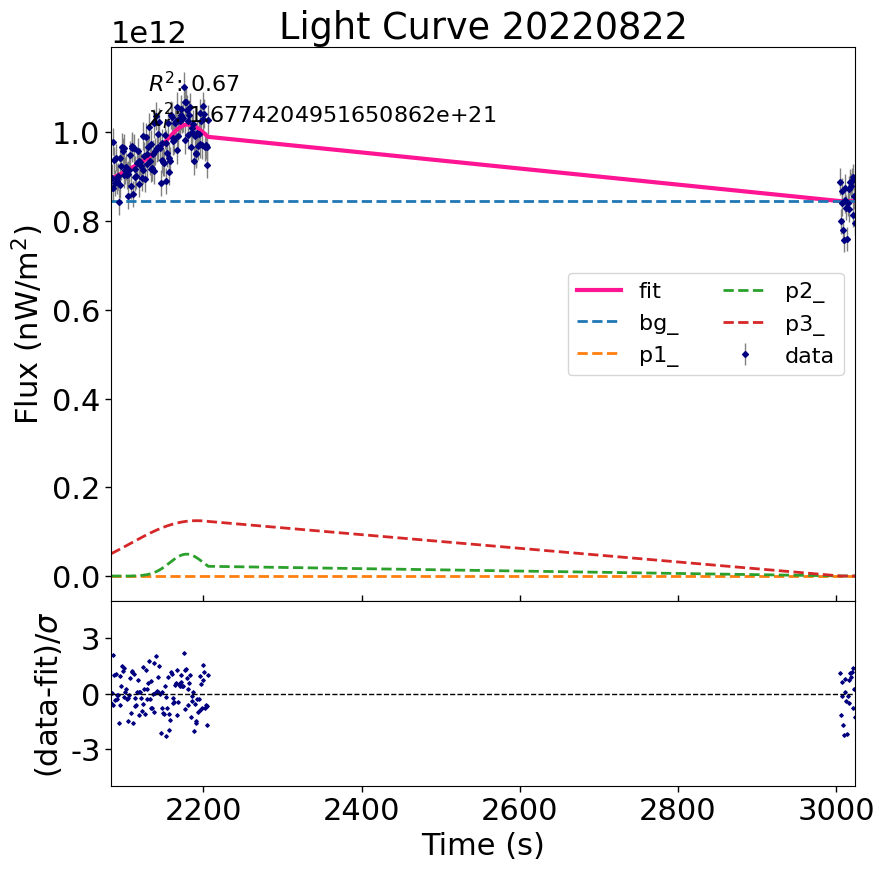 Light Curve 20220822
1e12
R²: 0.67
χ²: 1.6774204951650862e+21
Flux (nW/m²)
1.0
0.8
0.6
0.4
0.2
0.0
fit
bg_
p1_
p2_
p3_
data
(data-fit)/σ
3
0
-3
2200 2400 2600 2800 3000
Time (s)